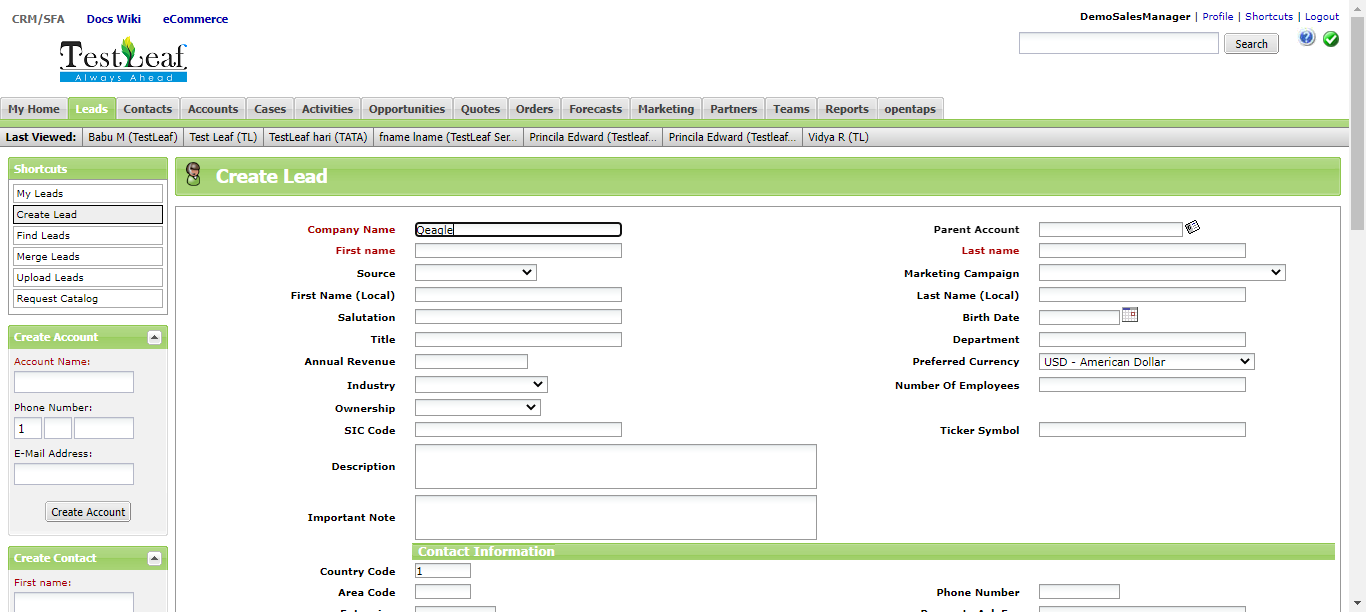 CRM/SFA Docs Wiki eCommerce
DemoSalesManager | Profile | Shortcuts | Logout
TestLeaf
Always Ahead
Search
My Home Leads Contacts Accounts Cases Activities Opportunities Quotes Orders Forecasts Marketing Partners Teams Reports opentaps
Last Viewed: Babu M (TestLeaf) Test Leaf (TL) TestLeaf hari (TATA) fname lname (TestLeaf Ser... Princila Edward (Testleaf... Princila Edward (Testleaf... Vidya R (TL)
Shortcuts
My Leads
Create Lead
Find Leads
Merge Leads
Upload Leads
Request Catalog
Create Account
Account Name:
Phone Number:
1
E-Mail Address:
Create Account
Create Contact
First name:
Create Lead
Company Name Qeagle Parent Account
First name Last name
Source Marketing Campaign
First Name (Local) Last Name (Local)
Salutation Birth Date
Title Department
Annual Revenue Preferred Currency USD - American Dollar
Industry Number Of Employees
Ownership
SIC Code Ticker Symbol
Description
Important Note
Contact Information
Country Code 1
Area Code Phone Number